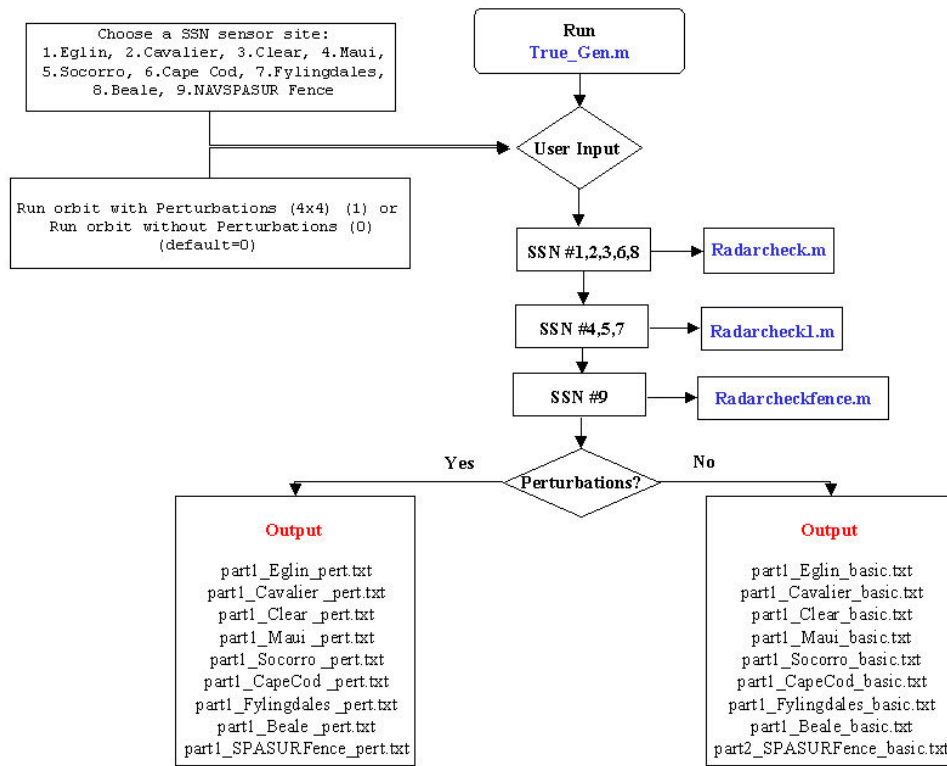 Choose a SSN sensor site:
1.Eglin, 2.Cavalier, 3.Clear, 4.Maui,
5.Socorro, 6.Cape Cod, 7.Fylingdales,
8.Beale, 9.NAVSPASUR Fence
Run
True_Gen.m
User Input
Run orbit with Perturbations (4x4) (1) or
Run orbit without Perturbations (0)
(default=0)
SSN #1,2,3,6,8
Radarcheck.m
SSN #4,5,7
Radarcheck1.m
SSN #9
Radarcheckfence.m
Perturbations?
Yes
No
Output
part1_Eglin_pert.txt
part1_Cavalier _pert.txt
part1_Clear _pert.txt
part1_Maui _pert.txt
part1_Socorro _pert.txt
part1_CapeCod _pert.txt
part1_Fylingdales _pert.txt
part1_Beale _pert.txt
part1_SPASURFence_pert.txt
Output
part1_Eglin_basic.txt
part1_Cavalier_basic.txt
part1_Clear_basic.txt
part1_Maui_basic.txt
part1_Socorro_basic.txt
part1_CapeCod_basic.txt
part1_Fylingdales_basic.txt
part1_Beale_basic.txt
part2_SPASURFence_basic.txt